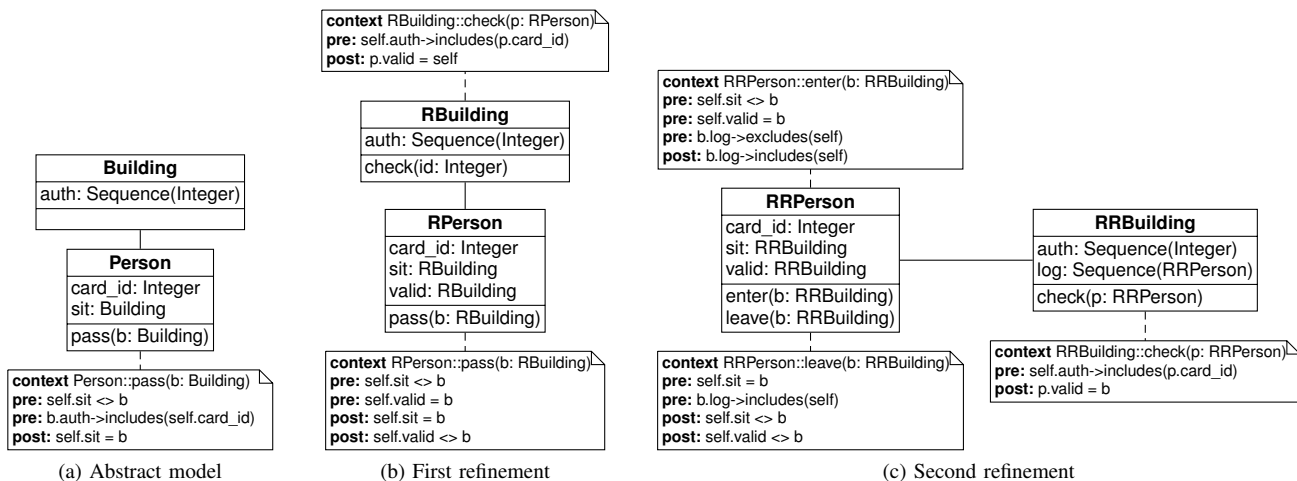 Building
auth: Sequence(Integer)
Person
card_id: Integer
sit: Building
pass(b: Building)
context Person::pass(b: Building)
pre: self.sit <> b
pre: b.auth->includes(self.card_id)
post: self.sit = b
(a) Abstract model
context RBuilding::check(p: RPerson)
pre: self.auth->includes(p.card_id)
post: p.valid = self
RBuilding
auth: Sequence(Integer)
check(id: Integer)
RPerson
card_id: Integer
sit: RBuilding
valid: RBuilding
pass(b: RBuilding)
context RPerson::pass(b: RBuilding)
pre: self.sit <> b
pre: self.valid = b
post: self.sit = b
post: self.valid <> b
(b) First refinement
context RRPerson::enter(b: RRBuilding)
pre: self.sit <> b
pre: self.valid = b
pre: b.log->excludes(self)
post: b.log->includes(self)
RRPerson
card_id: Integer
sit: RRBuilding
valid: RRBuilding
enter(b: RRBuilding)
leave(b: RRBuilding)
context RRPerson::leave(b: RRBuilding)
pre: self.sit = b
pre: b.log->includes(self)
post: self.sit <> b
post: self.valid <> b
RRBuilding
auth: Sequence(Integer)
log: Sequence(RRPerson)
check(p: RRPerson)
context RRBuilding::check(p: RRPerson)
pre: self.auth->includes(p.card_id)
post: p.valid = b
(c) Second refinement